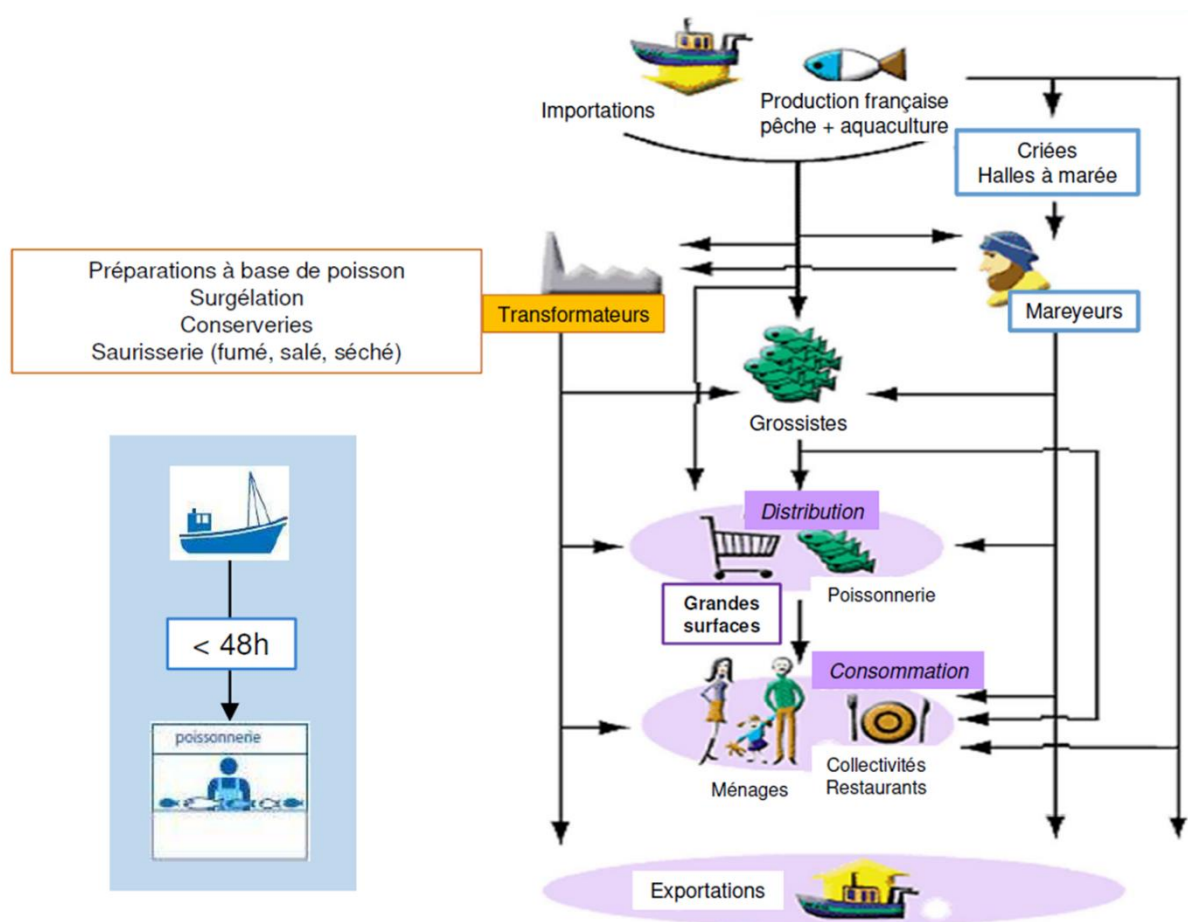 Importations
Production française
pêche + aquaculture
Criées
Halles à marée
Préparations à base de poisson
Surgélation
Conserveries
Saurisserie (fumé, salé, séché)
Transformateurs
Mareyeurs
Grossistes
Distribution
Grandes
surfaces
Poissonnerie
< 48h
poissonnerie
Consommation
Ménages
Collectivités
Restaurants
Exportations